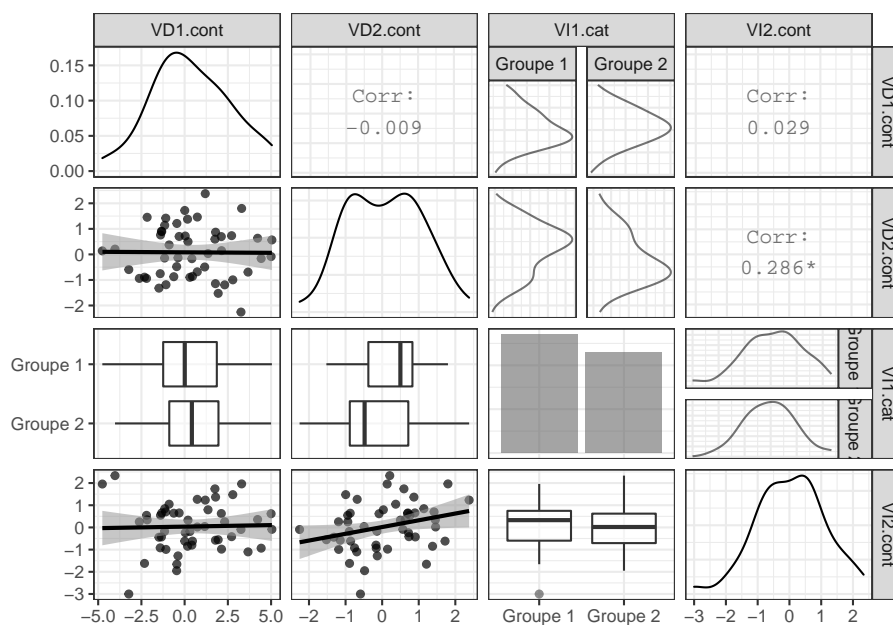 VD1.cont VD2.cont VI1.cat VI2.cont
0.15
0.10
0.05
0.00
Corr:
−0.009
Groupe 1 Groupe 2
Corr:
0.029
VD1.cont
2
1
0
−1
−2
Corr:
0.286*
VD2.cont
Groupe 1
Groupe 2
Groupe
Groupe
VI1.cat
2
1
0
−1
−2
−3
VI2.cont
−5.0 −2.5 0.0 2.5 5.0 −2 −1 0 1 2 Groupe 1 Groupe 2 −3 −2 −1 0 1 2